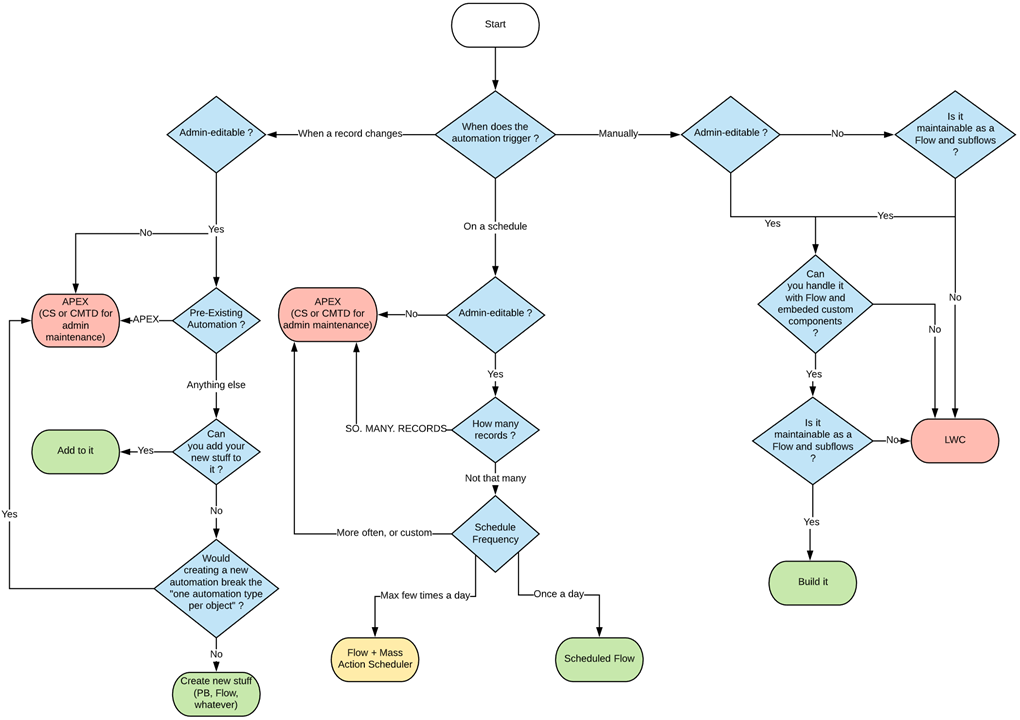 Start
Admin-editable ?
When a record changes
When does the
automation trigger ?
Manually
Admin-editable ?
No
Is it
maintainable as a
Flow and subflows
?
No
Yes
On a schedule
Yes
Yes
APEX
(CS or CMTD for
admin
maintenance)
APEX
Pre-Existing
Automation ?
APEX
(CS or CMTD for
admin maintenance)
No
Admin-editable ?
Can
you handle it
with Flow and
embeded custom
components
?
No
No
Anything else
Yes
Yes
Add to it
Yes
Can
you add your
new stuff to
it ?
SO. MANY. RECORDS
How many
records ?
Is it
maintainable as a
Flow and subflows
?
No
LWC
Not that many
Yes
No
More often, or custom
Schedule
Frequency
Yes
Would
creating a new
automation break the
"one automation type
per object" ?
Max few times a day
Once a day
Build it
No
Flow + Mass
Action Scheduler
Scheduled Flow
Create new stuff
(PB, Flow,
whatever)